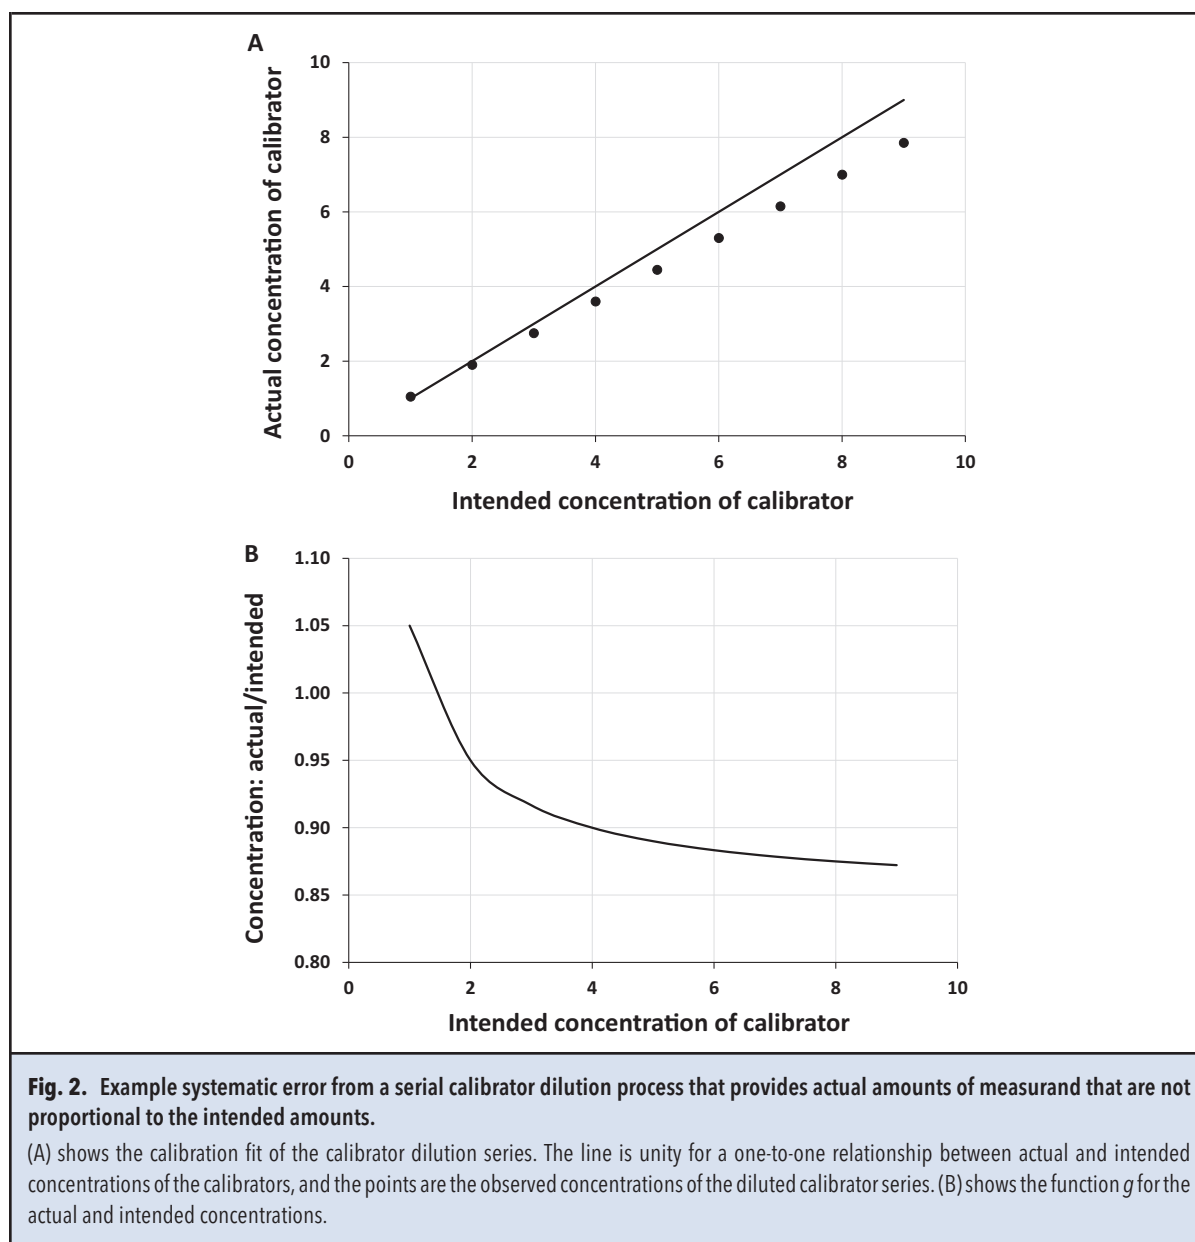 A
10
8
6
4
2
0
Actual concentration of calibrator
0 2 4 6 8 10
Intended concentration of calibrator
B
1.10
1.05
1.00
0.95
0.90
0.85
0.80
Concentration: actual/intended
0 2 4 6 8 10
Intended concentration of calibrator
Fig. 2. Example systematic error from a serial calibrator dilution process that provides actual amounts of measurand that are not
proportional to the intended amounts.
(A) shows the calibration fit of the calibrator dilution series. The line is unity for a one-to-one relationship between actual and intended
concentrations of the calibrators, and the points are the observed concentrations of the diluted calibrator series. (B) shows the function g for the
actual and intended concentrations.